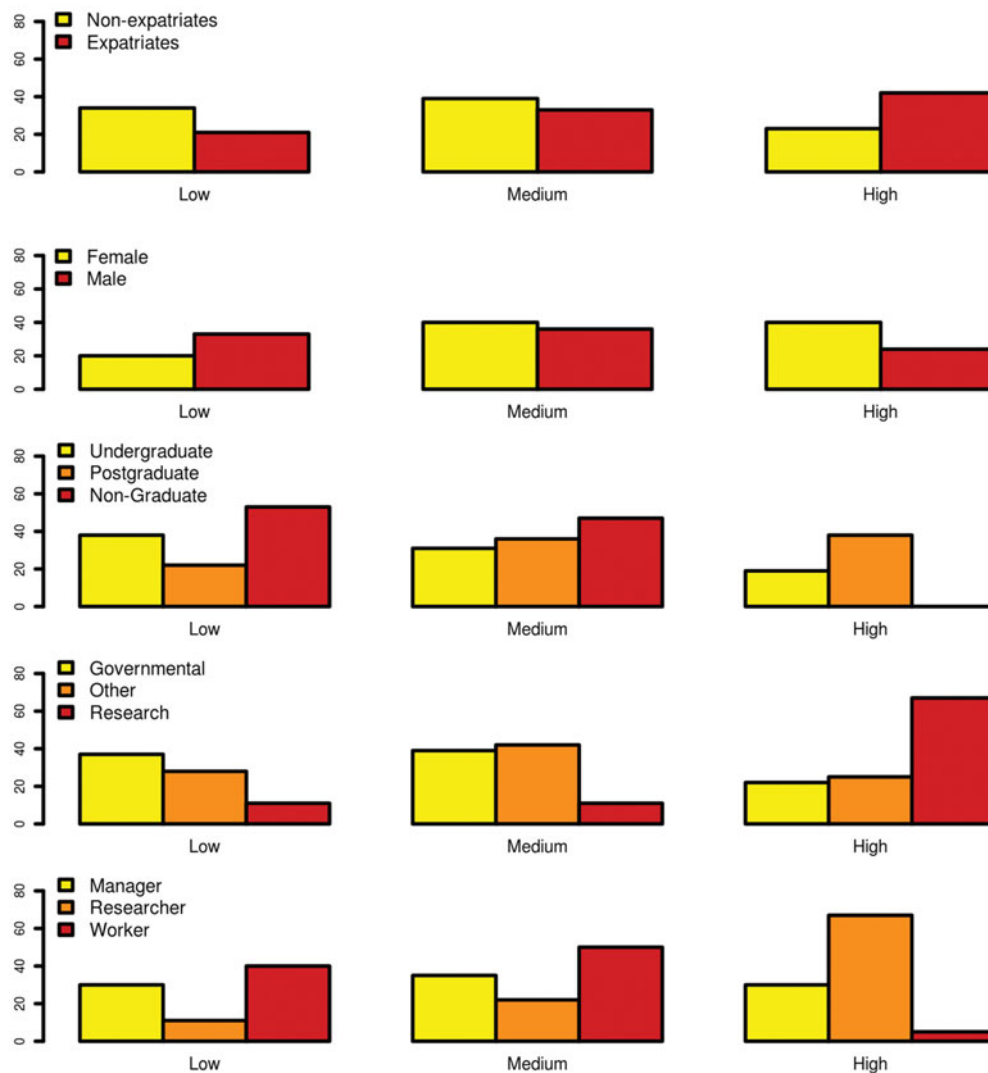 80
60
40
20
0
Non-expatriates
Expatriates
Low
Medium
High
80
60
40
20
0
Female
Male
Low
Medium
High
80
60
40
20
0
Undergraduate
Postgraduate
Non-Graduate
Low
Medium
High
80
60
40
20
0
Governmental
Other
Research
Low
Medium
High
80
60
40
20
0
Manager
Researcher
Worker
Low
Medium
High